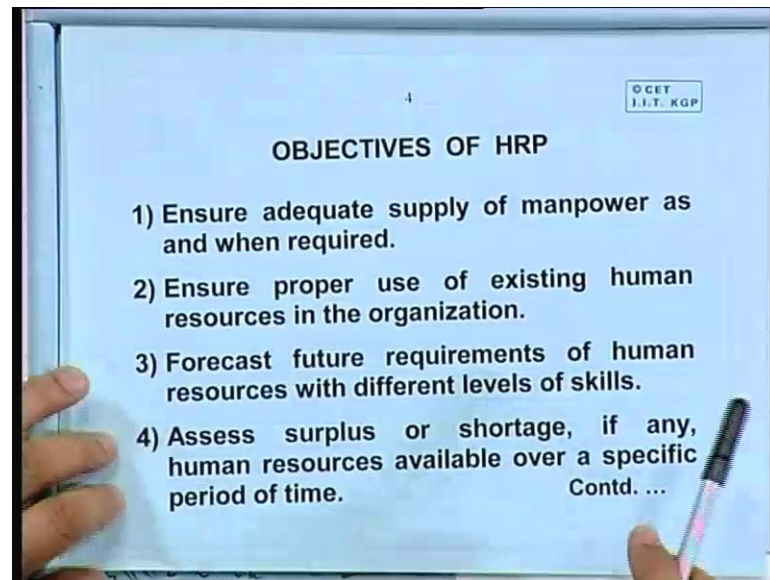 4
© CET
I.I.T. KGP
OBJECTIVES OF HRP
1) Ensure adequate supply of manpower as
and when required.
2) Ensure proper use of existing human
resources in the organization.
3) Forecast future requirements of human
resources with different levels of skills.
4) Assess surplus or shortage, if any,
human resources available over a specific
period of time.
Contd. ...